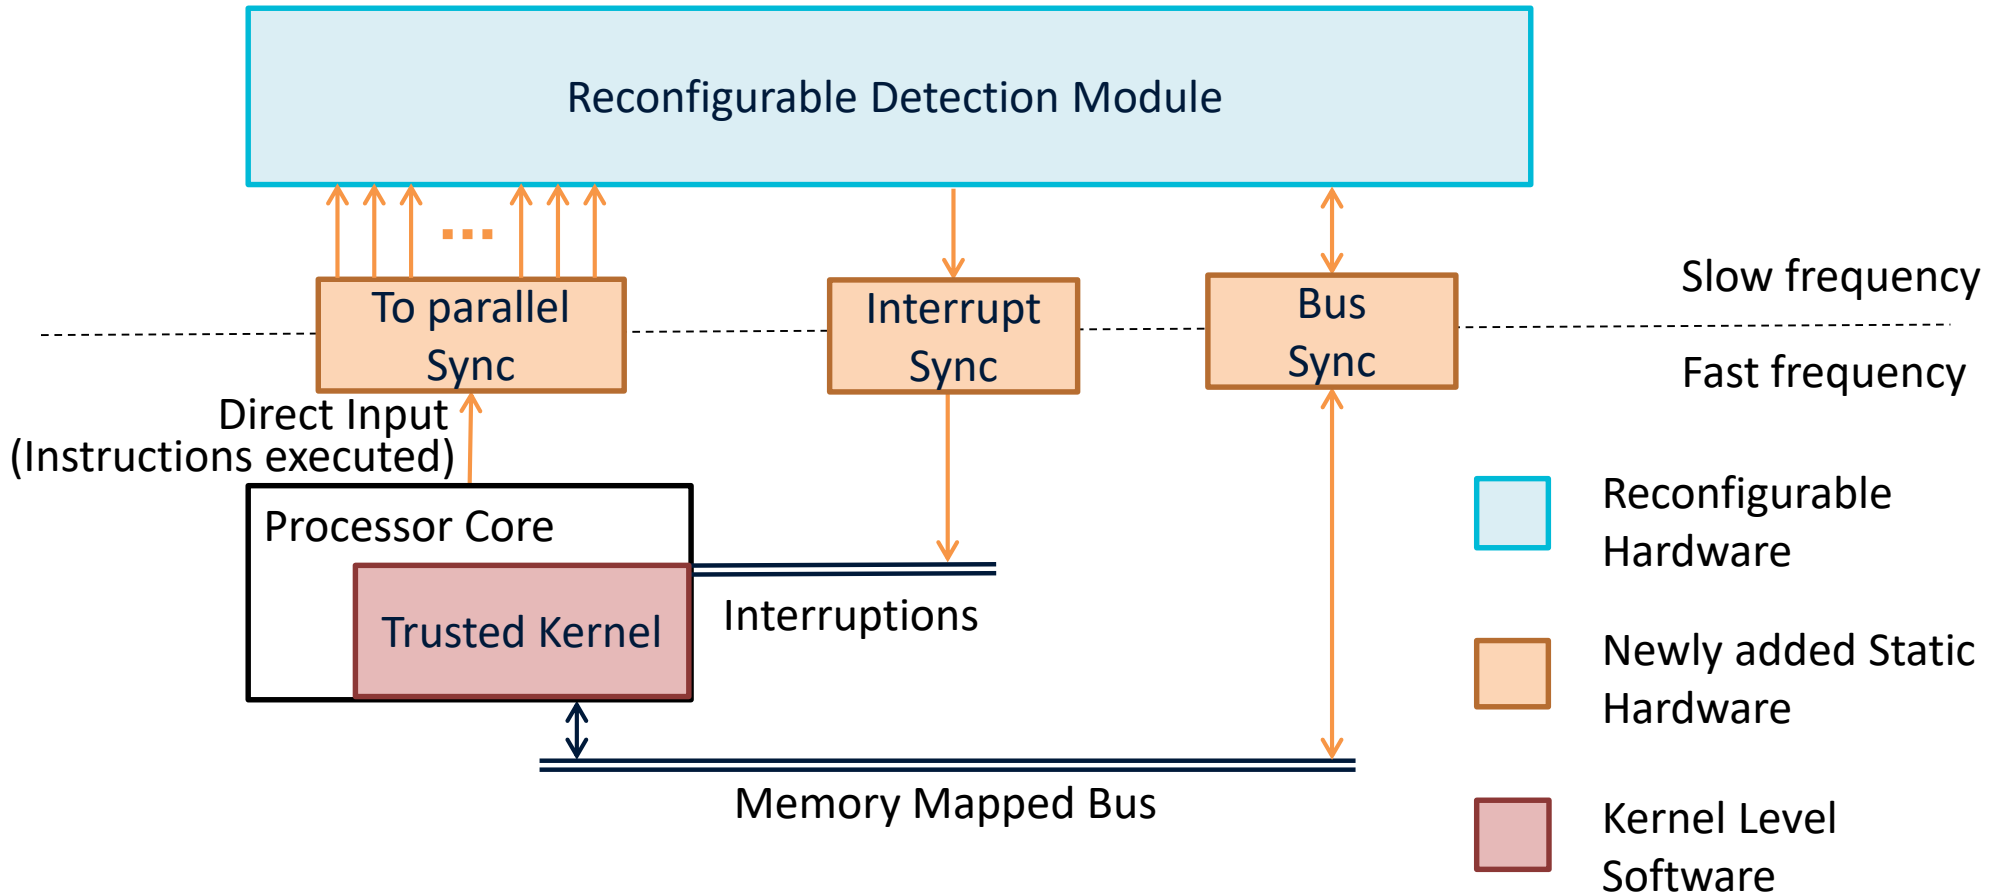 Reconfigurable Detection Module
To parallel
Sync
Interrupt
Sync
Bus
Sync
Slow frequency
Fast frequency
Direct Input
(Instructions executed)
Processor Core
Trusted Kernel
Interruptions
Memory Mapped Bus
Reconfigurable
Hardware
Newly added Static
Hardware
Kernel Level
Software